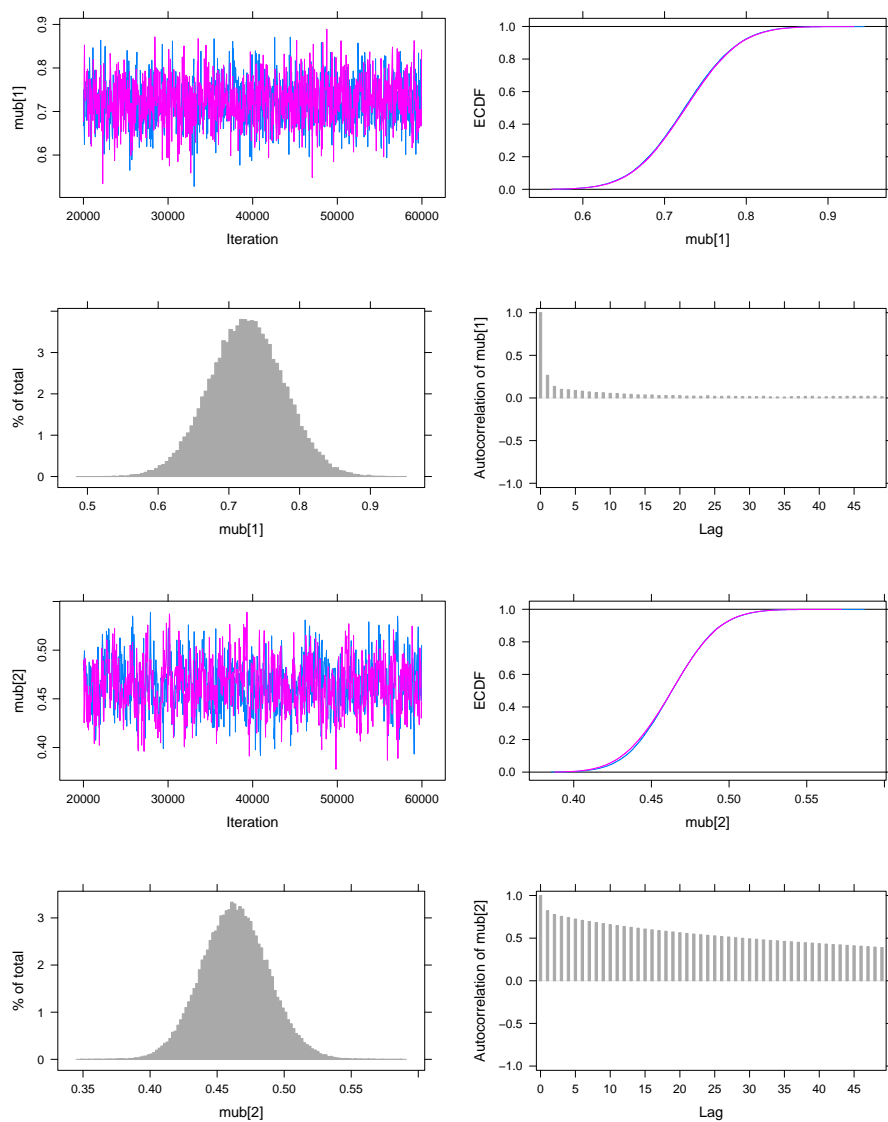 mub[1]
0.6 0.7 0.8 0.9
20000 30000 40000 50000 60000
Iteration
ECDF
0.0 0.2 0.4 0.6 0.8 1.0
0.6 0.7 0.8 0.9
mub[1]
% of total
0 1 2 3
0.5 0.6 0.7 0.8 0.9
mub[1]
Autocorrelation of mub[1]
−1.0 −0.5 0.0 0.5 1.0
0 5 10 15 20 25 30 35 40 45
Lag
mub[2]
0.40 0.45 0.50
20000 30000 40000 50000 60000
Iteration
ECDF
0.0 0.2 0.4 0.6 0.8 1.0
0.40 0.45 0.50 0.55
mub[2]
% of total
0 1 2 3
0.35 0.40 0.45 0.50 0.55
mub[2]
Autocorrelation of mub[2]
−1.0 −0.5 0.0 0.5 1.0
0 5 10 15 20 25 30 35 40 45
Lag